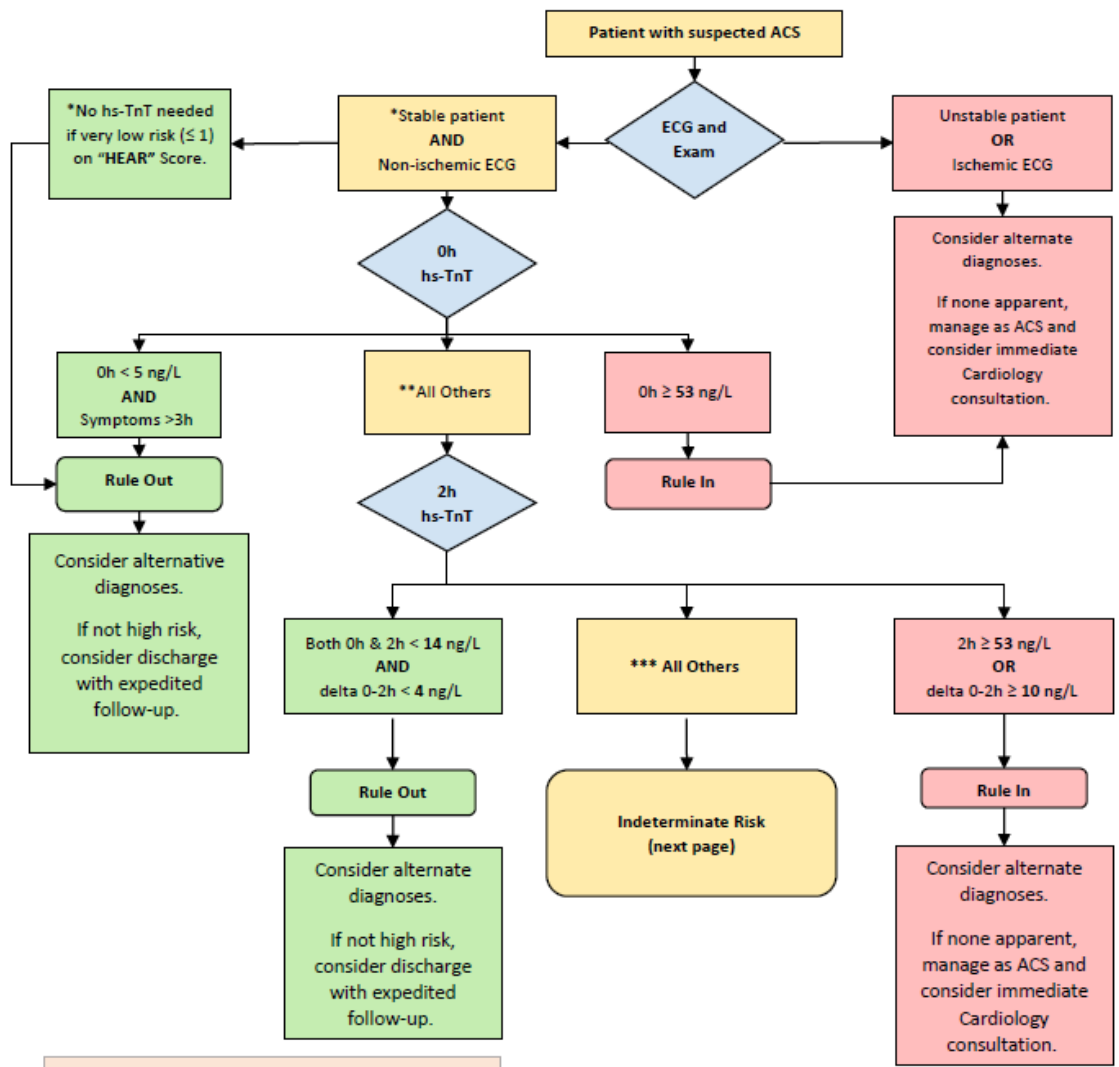 Patient with suspected ACS
*No hs-TnT needed
if very low risk (≤ 1)
on “HEAR” Score.
*Stable patient
AND
Non-ischemic ECG
ECG and
Exam
Unstable patient
OR
Ischemic ECG
0h
hs-TnT
Consider alternate
diagnoses.
If none apparent,
manage as ACS and
consider immediate
Cardiology
consultation.
0h < 5 ng/L
AND
Symptoms >3h
**All Others
0h ≥ 53 ng/L
Rule Out
2h
hs-TnT
Rule In
Consider alternative
diagnoses.
If not high risk,
consider discharge
with expedited
follow-up.
Both 0h & 2h < 14 ng/L
AND
delta 0-2h < 4 ng/L
*** All Others
2h ≥ 53 ng/L
OR
delta 0-2h ≥ 10 ng/L
Rule Out
Indeterminate Risk
(next page)
Rule In
Consider alternate
diagnoses.
If not high risk,
consider discharge
with expedited
follow-up.
Consider alternate
diagnoses.
If none apparent,
manage as ACS and
consider immediate
Cardiology
consultation.